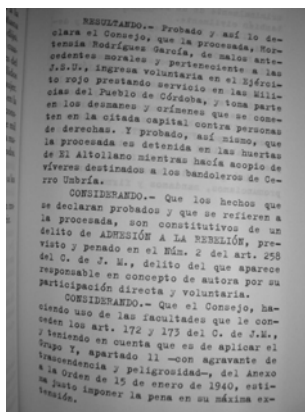 RESULTANDO.- Probado y así lo de-
clara el Consejo, que la procesada, Hor-
tensia Rodríguez García, de malos ante-
cedentes morales y perteneciente a las
J.S.U., ingresa voluntaria en el Ejérci-
to rojo prestando servicio en las Mili-
cias del Pueblo de Córdoba, y toma parte
en los desmanes y crímenes que se come-
ten en la citada capital contra personas
de derechas. Y probado, así mismo, que
la procesada es detenida en las huertas
de El Altollano mientras hacía acopio de
víveres destinados a los bandoleros de Ce-
rro Umbría.
CONSIDERANDO.- Que los hechos que
se declaran probados y que se refieren a
la procesada, son constitutivos de un
delito de ADHESIÓN A LA REBELIÓN, pre-
visto y penado en el Núm. 2 del art. 258
del C. de J. M., delito del que aparece
responsable en concepto de autora por su
participación directa y voluntaria.
CONSIDERANDO.- Que el Consejo, ha-
ciendo uso de las facultades que le con-
ceden los art. 172 y 173 del C. de J.M.,
y teniendo en cuenta que es de aplicar el
Grupo Y, apartado 11 —con agravante de
trascendencia y peligrosidad—, del Anexo
a la Orden de 15 de enero de 1940, esti-
ma justo imponer la pena en su máxima ex-
tensión.